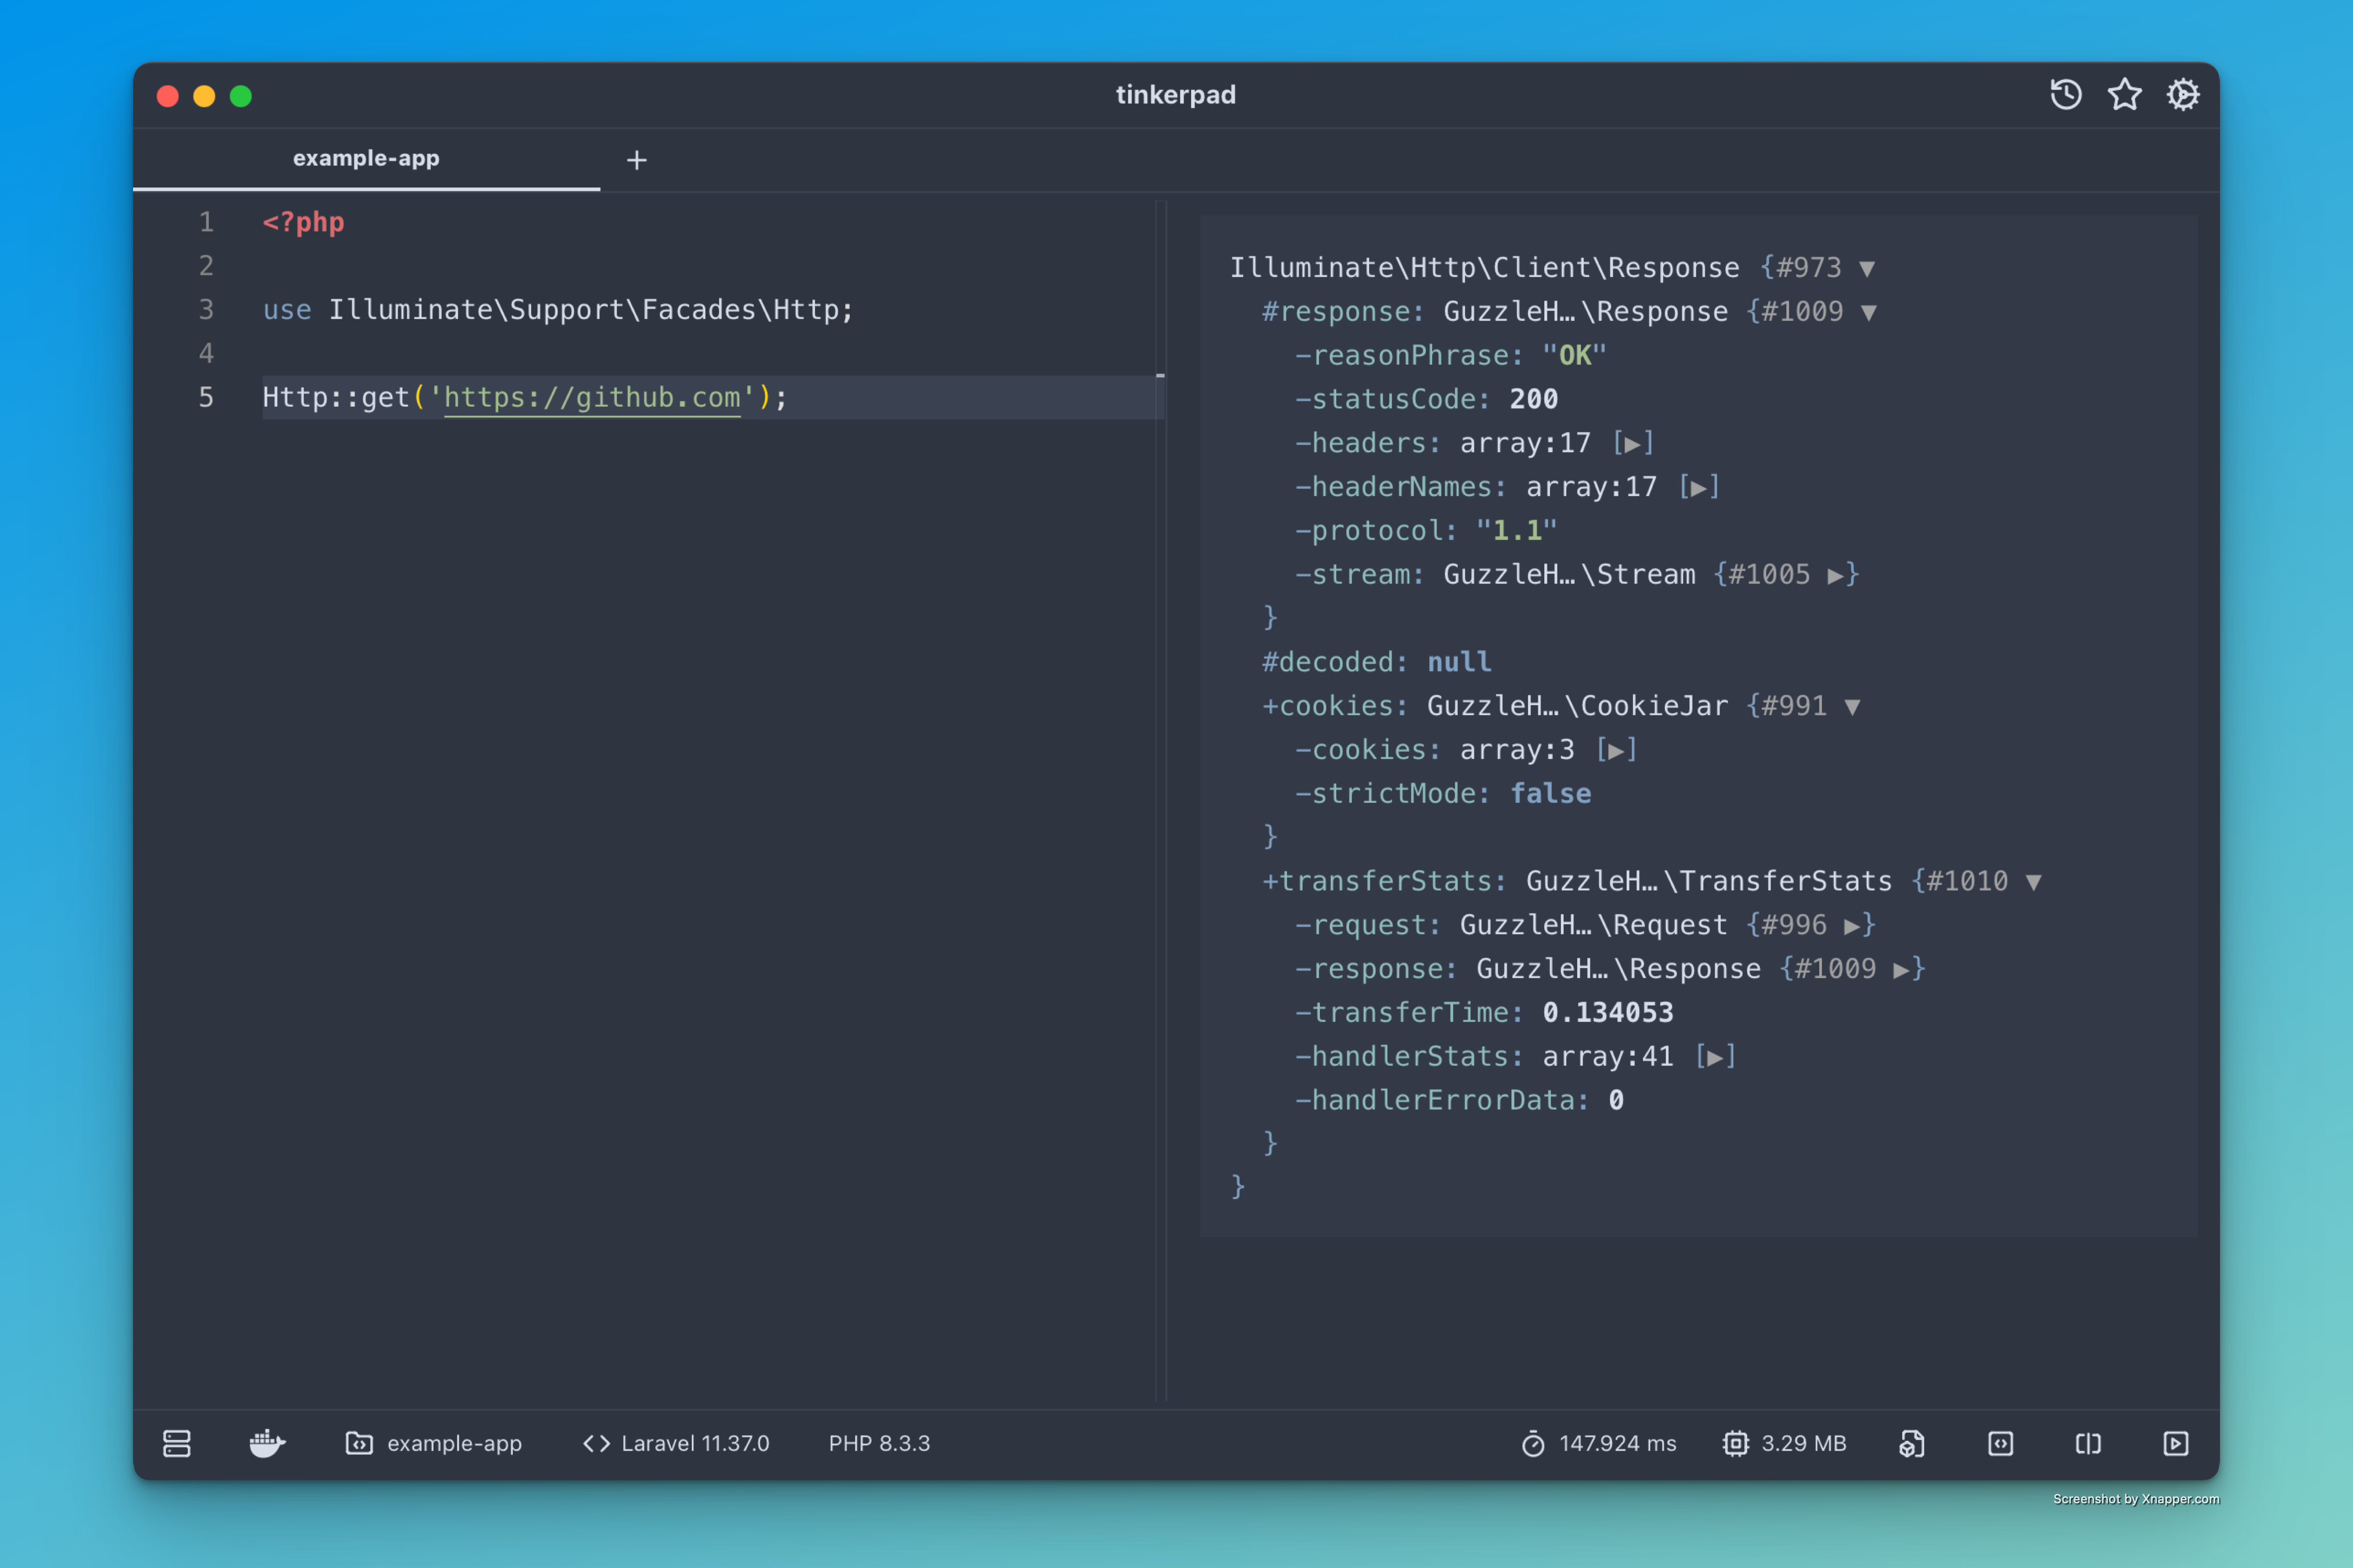 tinkerpad
example-app
1 <?php
2
3 use Illuminate\Support\Facades\Http;
4
5 Http::get('https://github.com');
Illuminate\Http\Client\Response {#973 ▼
#response: GuzzleH…\Response {#1009 ▼
-reasonPhrase: "OK"
-statusCode: 200
-headers: array:17 [▶]
-headerNames: array:17 [▶]
-protocol: "1.1"
-stream: GuzzleH…\Stream {#1005 ▶}
}
#decoded: null
+cookies: GuzzleH…\CookieJar {#991 ▼
-cookies: array:3 [▶]
-strictMode: false
}
+transferStats: GuzzleH…\TransferStats {#1010 ▼
-request: GuzzleH…\Request {#996 ▶}
-response: GuzzleH…\Response {#1009 ▶}
-transferTime: 0.134053
-handlerStats: array:41 [▶]
-handlerErrorData: 0
}
}
example-app Laravel 11.37.0 PHP 8.3.3 147.924 ms 3.29 MB
Screenshot by Xnapper.com